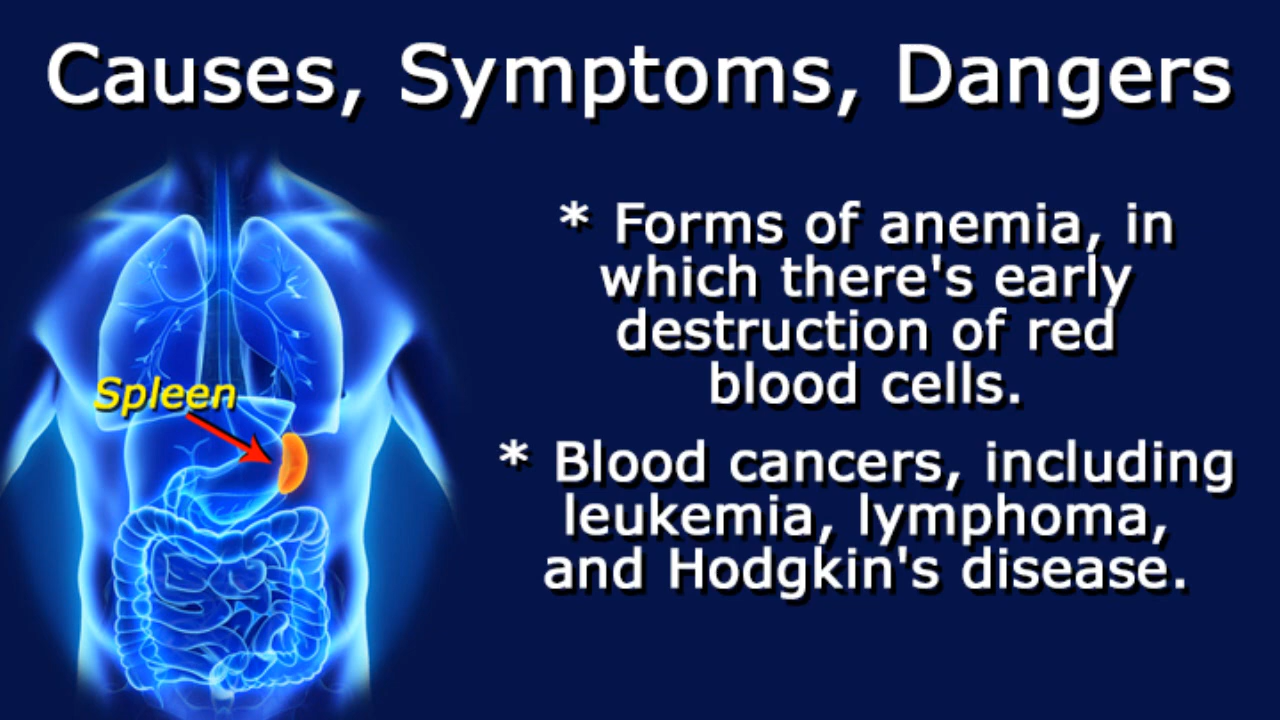 Causes, Symptoms, Dangers
Spleen
* Forms of anemia, in
which there's early
destruction of red
blood cells.
* Blood cancers, including
leukemia, lymphoma,
and Hodgkin's disease.